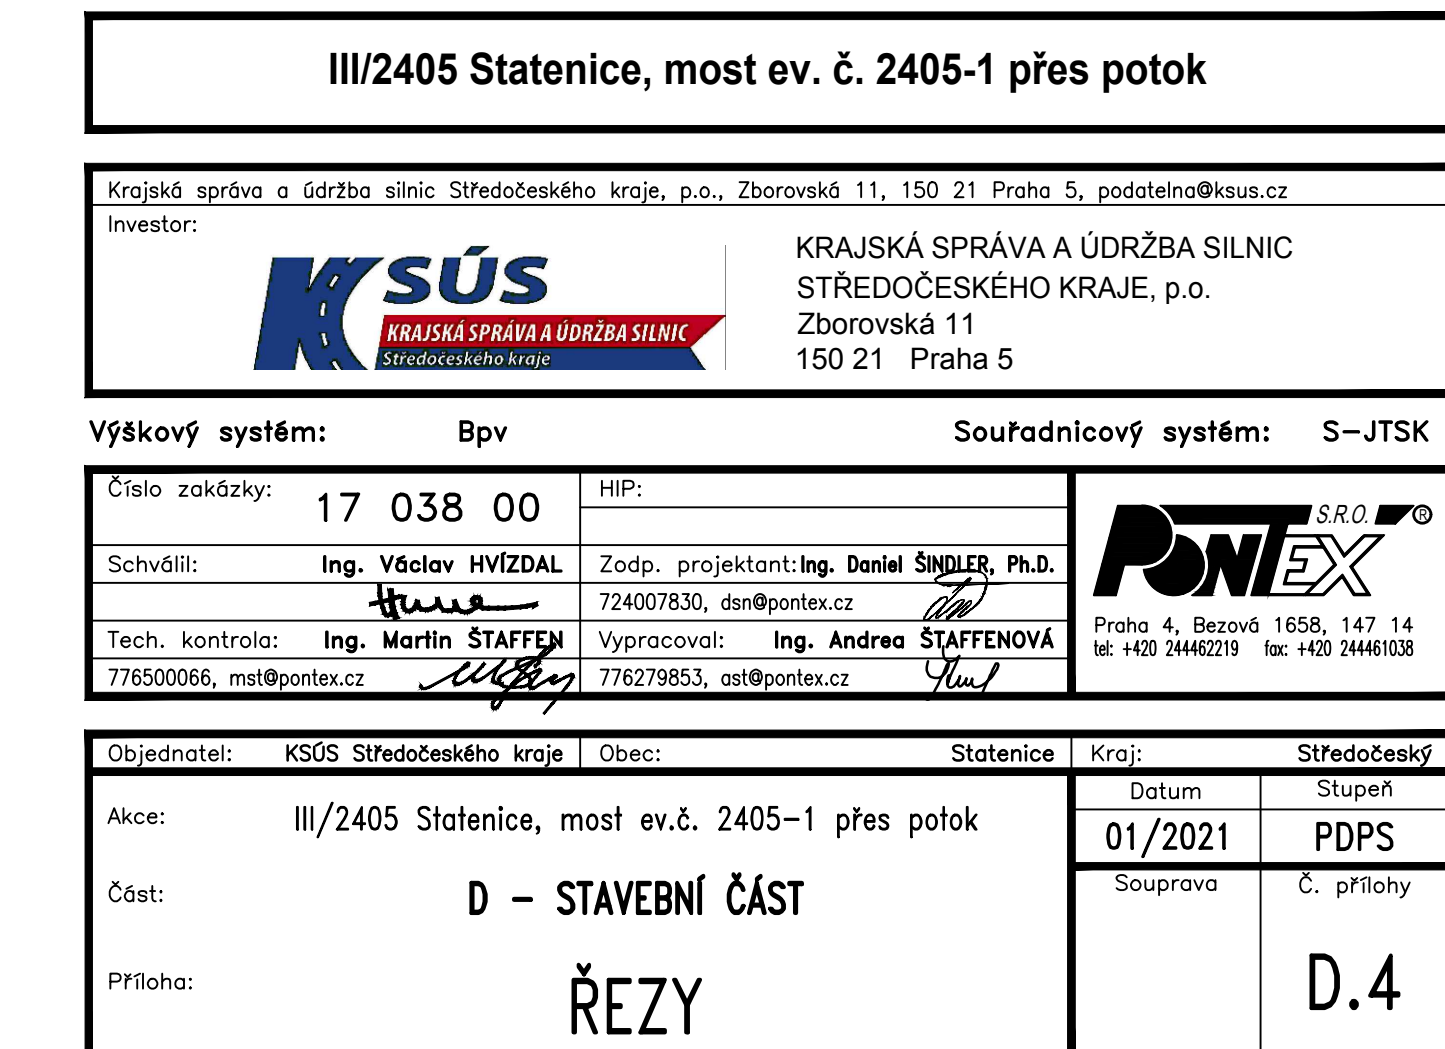 III/2405 Statenice, most ev. č. 2405-1 přes potok
Krajská správa a údržba silnic Středočeského kraje, p.o., Zborovská 11, 150 21 Praha 5, podatelna@ksus.cz
Investor:
KSÚS
KRAJSKÁ SPRÁVA A ÚDRŽBA SILNIC
Středočeského kraje
KRAJSKÁ SPRÁVA A ÚDRŽBA SILNIC
STŘEDOČESKÉHO KRAJE, p.o.
Zborovská 11
150 21 Praha 5
Výškový systém: Bpv Souřadnicový systém: S-JTSK
Číslo zakázky: 17 038 00 HIP:
Schválil: Ing. Václav HVÍZDAL Zodp. projektant: Ing. Daniel ŠINDLER, Ph.D.
724007830, dsn@pontex.cz
Tech. kontrola: Ing. Martin ŠTAFFEN Vypracoval: Ing. Andrea ŠTAFFENOVÁ
776500066, mst@pontex.cz 776279853, ast@pontex.cz
PONTEX S.R.O. ®
Praha 4, Bezová 1658, 147 14
tel: +420 244462219 fax: +420 244461038
Objednatel: KSÚS Středočeského kraje Obec: Statenice Kraj: Středočeský
Akce: III/2405 Statenice, most ev.č. 2405-1 přes potok
Datum Stupeň
01/2021 PDPS
Část: D - STAVEBNÍ ČÁST
Souprava Č. přílohy
Příloha: ŘEZY
D.4